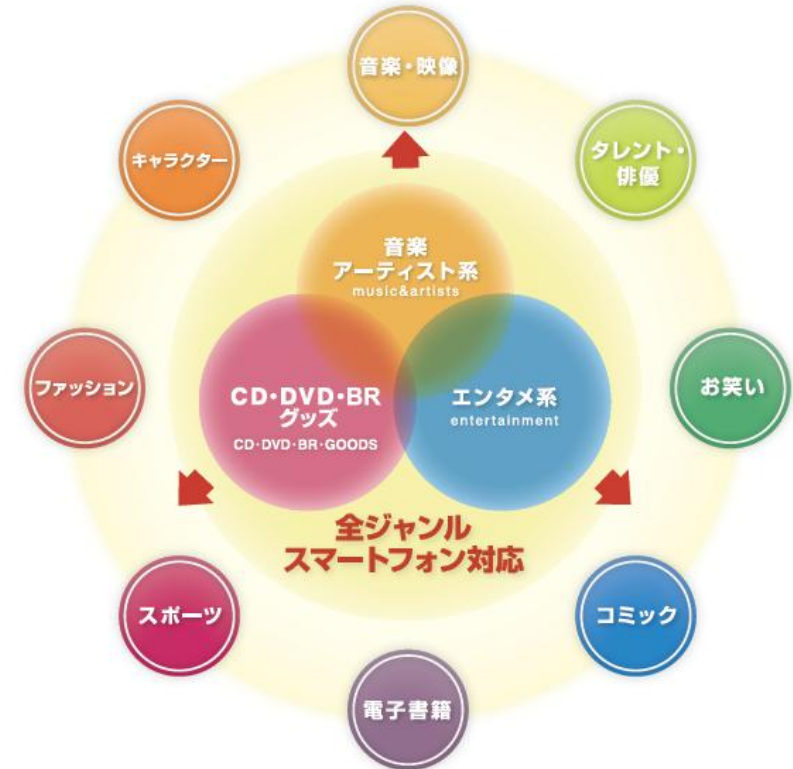 音楽・映像
キャラクター
タレント・
俳優
音楽
アーティスト系
music&artists
ファッション
CD・DVD・BR
グッズ
CD・DVD・BR・GOODS
エンタメ系
entertainment
お笑い
全ジャンル
スマートフォン対応
スポーツ
コミック
電子書籍